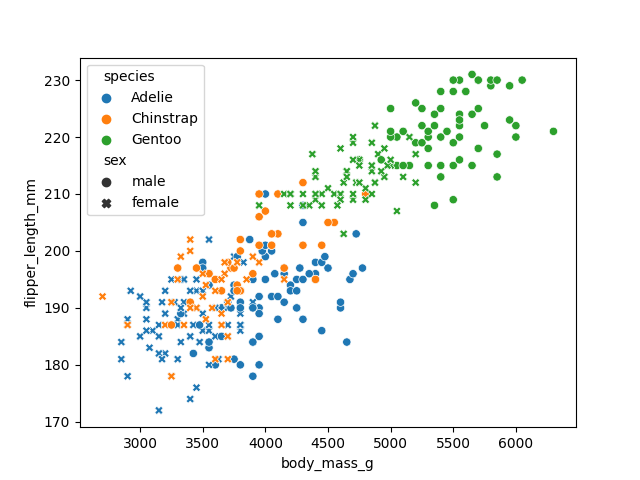 species
Adelie
Chinstrap
Gentoo
sex
male
female
flipper_length_mm
230
220
210
200
190
180
170
3000 3500 4000 4500 5000 5500 6000
body_mass_g